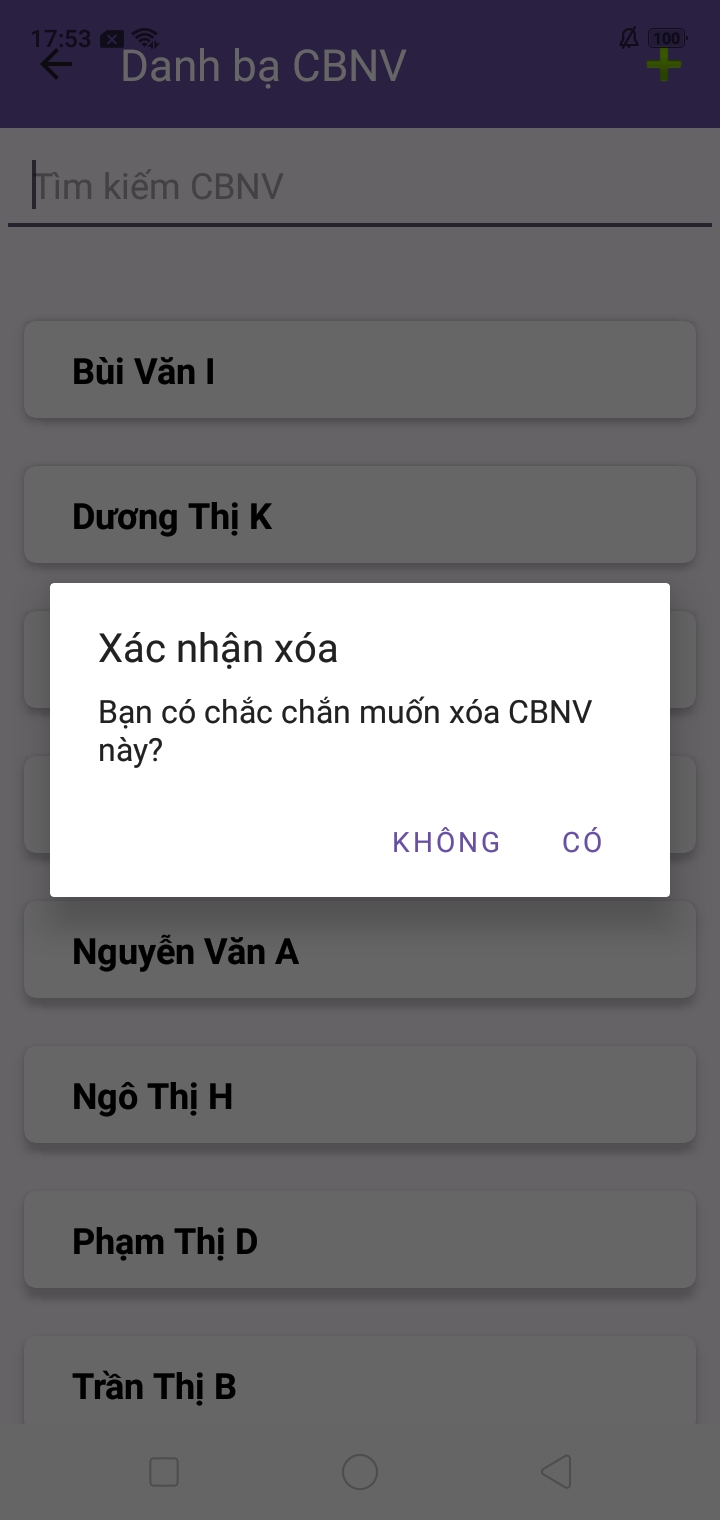 17:53
100
Danh bạ CBNV
Tìm kiếm CBNV
Bùi Văn I
Dương Thị K
Xác nhận xóa
Bạn có chắc chắn muốn xóa CBNV
này?
KHÔNG CÓ
Nguyễn Văn A
Ngô Thị H
Phạm Thị D
Trần Thị B